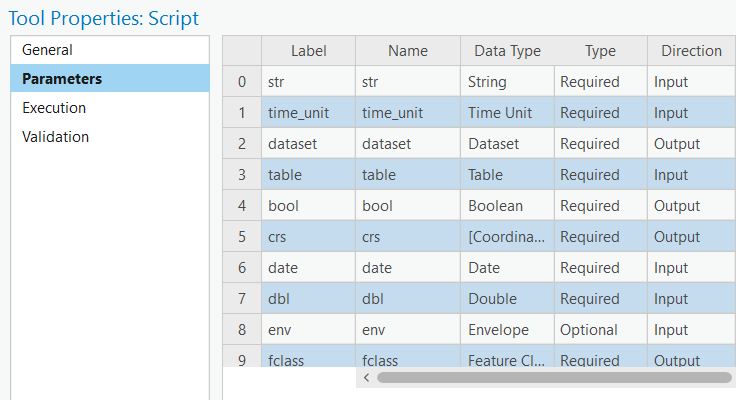 Tool Properties: Script
General
Parameters
Execution
Validation
Label Name Data Type Type Direction
0 str str String Required Input
1 time_unit time_unit Time Unit Required Input
2 dataset dataset Dataset Required Output
3 table table Table Required Input
4 bool bool Boolean Required Output
5 crs crs [Coordina... Required Output
6 date date Date Required Input
7 dbl dbl Double Required Input
8 env env Envelope Optional Input
9 fclass fclass Feature Cl... Required Output